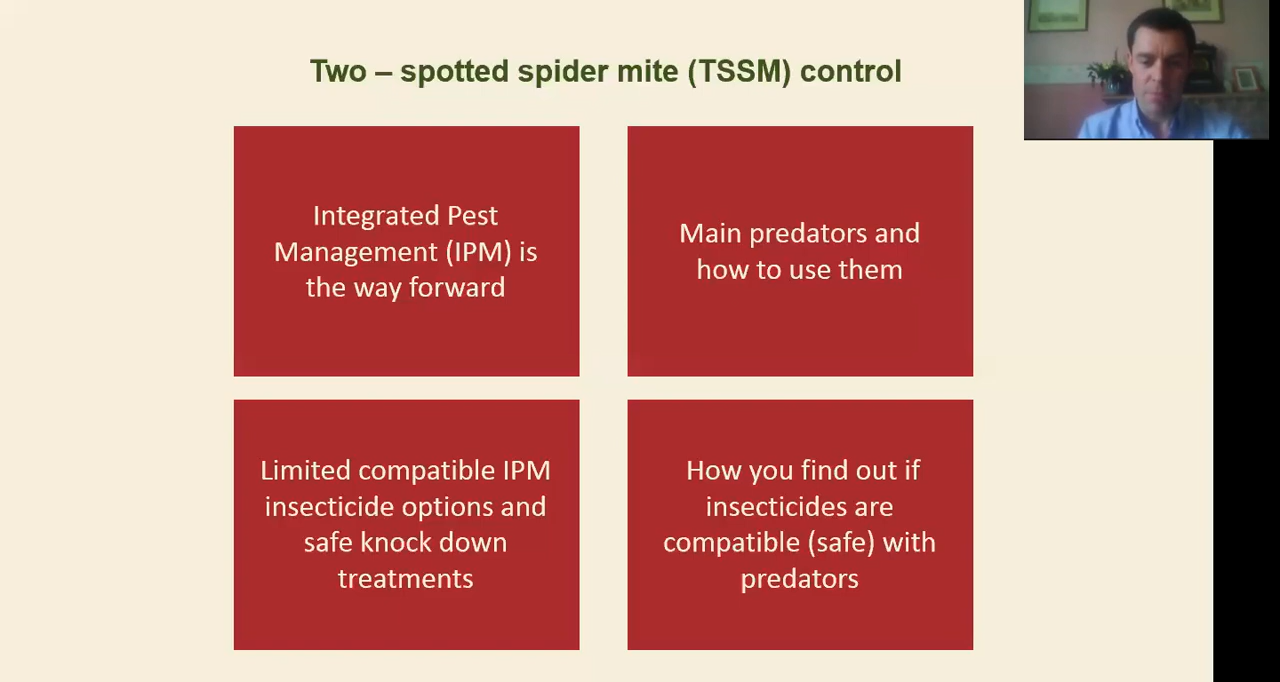 Two – spotted spider mite (TSSM) control
Integrated Pest
Management (IPM) is
the way forward
Main predators and
how to use them
Limited compatible IPM
insecticide options and
safe knock down
treatments
How you find out if
insecticides are
compatible (safe) with
predators